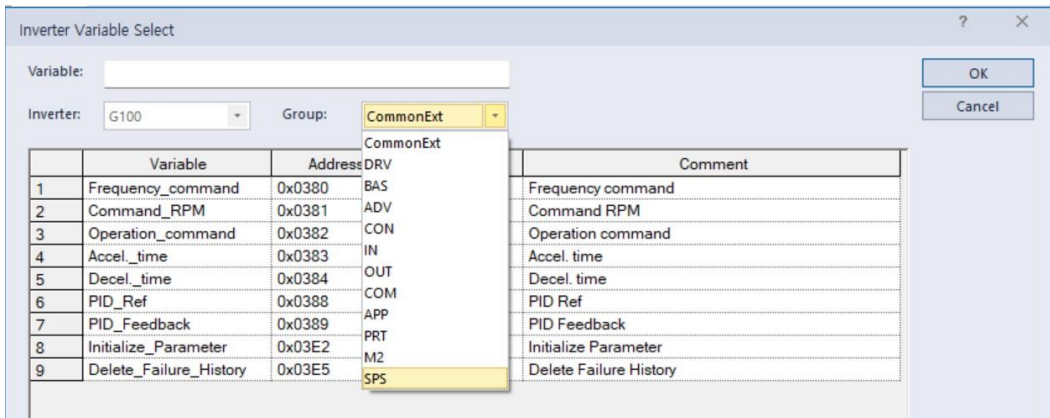 Inverter Variable Select ? ×
Variable:
OK
Inverter: G100 Group: CommonExt
Cancel
CommonExt
DRV
BAS
ADV
CON
IN
OUT
COM
APP
PRT
M2
SPS
Variable Address Comment
1 Frequency_command 0x0380 Frequency command
2 Command_RPM 0x0381 Command RPM
3 Operation_command 0x0382 Operation command
4 Accel._time 0x0383 Accel. time
5 Decel._time 0x0384 Decel. time
6 PID_Ref 0x0388 PID Ref
7 PID_Feedback 0x0389 PID Feedback
8 Initialize_Parameter 0x03E2 Initialize Parameter
9 Delete_Failure_History 0x03E5 Delete Failure History